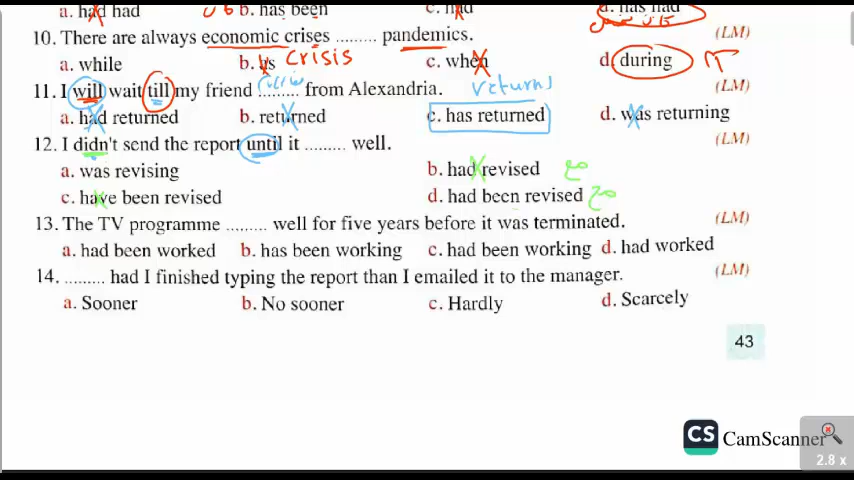 a. had had b. has been c. had d. has had
10. There are always economic crises ......... pandemics. (LM)
a. while b. as crisis c. when d. during
11. I will wait till my friend ......... from Alexandria. returns (LM)
a. had returned b. returned c. has returned d. was returning
12. I didn't send the report until it ......... well. (LM)
a. was revising b. had revised
c. have been revised d. had been revised
13. The TV programme ......... well for five years before it was terminated. (LM)
a. had been worked b. has been working c. had been working d. had worked
14. ......... had I finished typing the report than I emailed it to the manager. (LM)
a. Sooner b. No sooner c. Hardly d. Scarcely
43
CS CamScanner
2.8 x